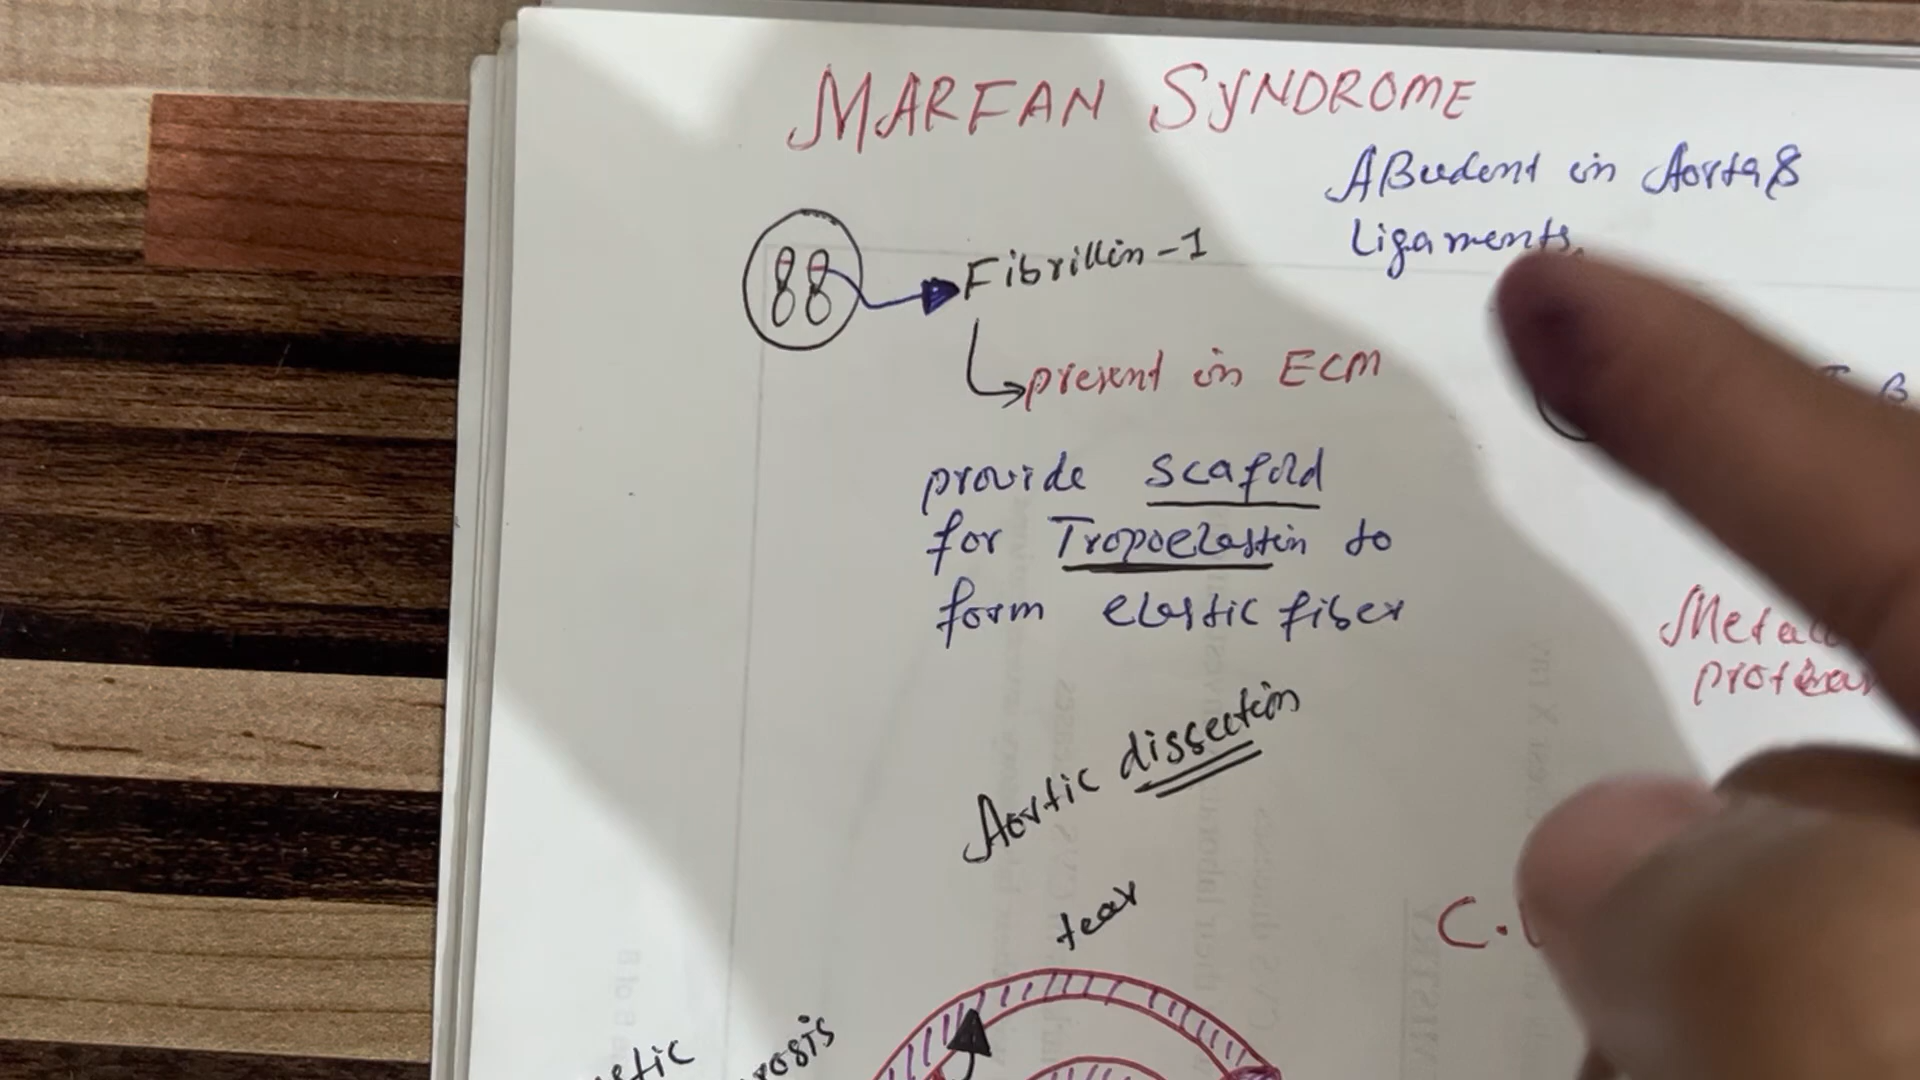 MARFAN SYNDROME
ABudent in Aorta &
Ligaments.
Fibrillin-1
present in ECM
provide scafold
for Tropoelastin to
form elastic fiber
Aortic dissection
tear
C.